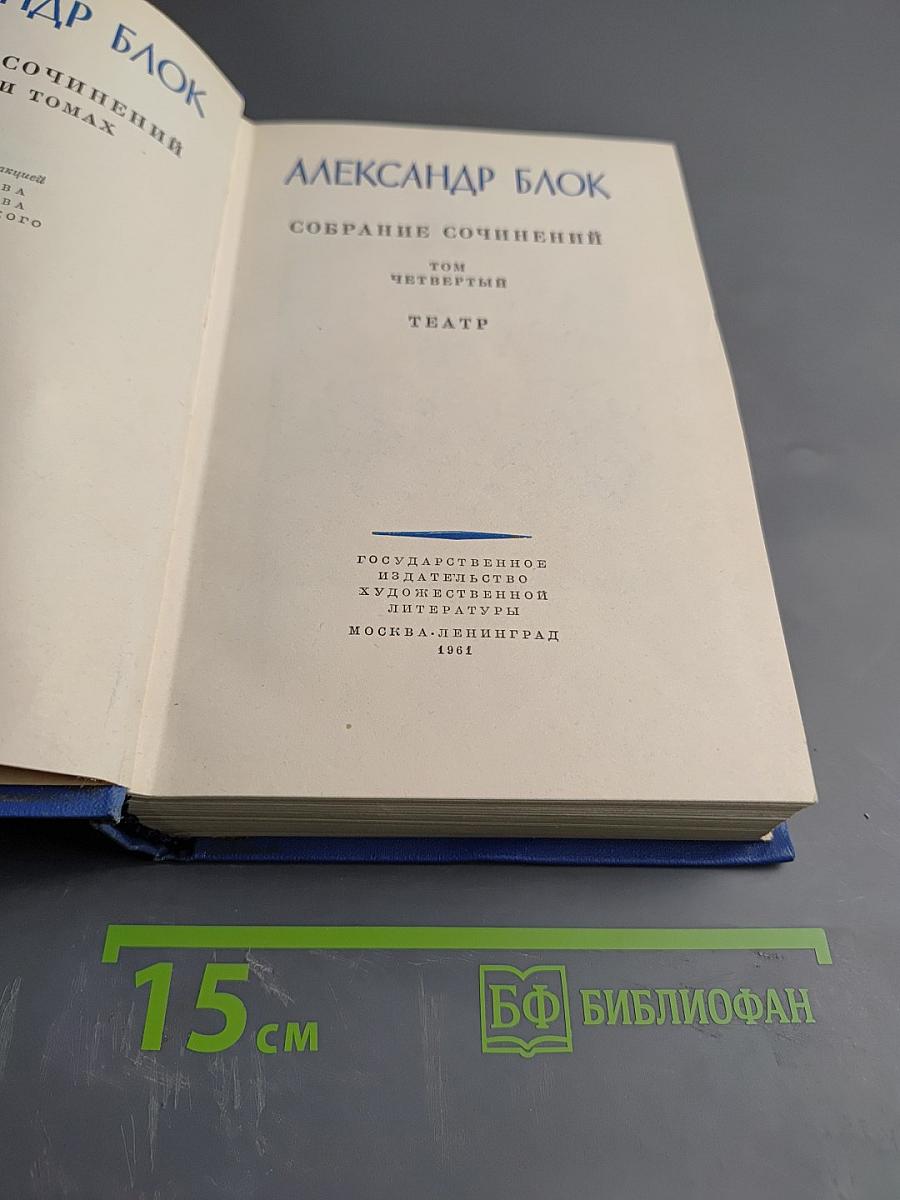 БЛОК
СОЧИНЕНИЙ
И ТОМАХ
АЛЕКСАНДР БЛОК
СОБРАНИЕ СОЧИНЕНИЙ
ТОМ
ЧЕТВЕРТЫЙ
ТЕАТР
ГОСУДАРСТВЕННОЕ
ИЗДАТЕЛЬСТВО
ХУДОЖЕСТВЕННОЙ
ЛИТЕРАТУРЫ
МОСКВА·ЛЕНИНГРАД
1961
15 см
БФ БИБЛИОФАН